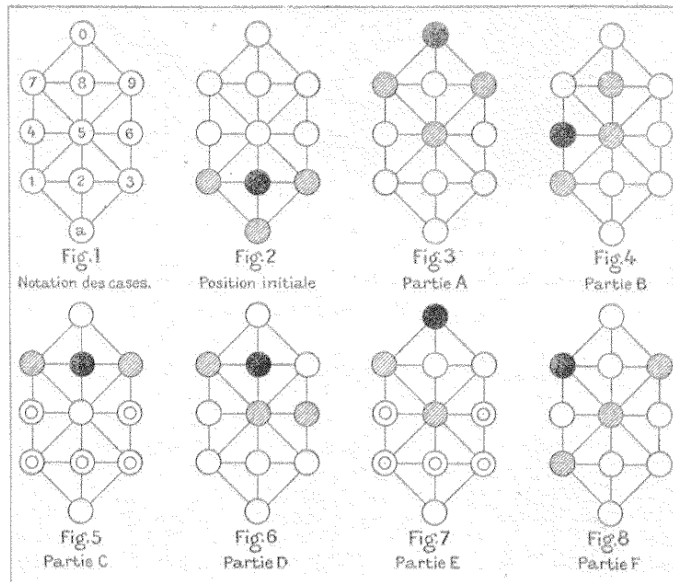 0
7 8 9
4 5 6
1 2 3
a
Fig.1
Notation des cases.
Fig.2
Position initiale
Fig.3
Partie A
Fig.4
Partie B
Fig.5
Partie C
Fig.6
Partie D
Fig.7
Partie E
Fig.8
Partie F